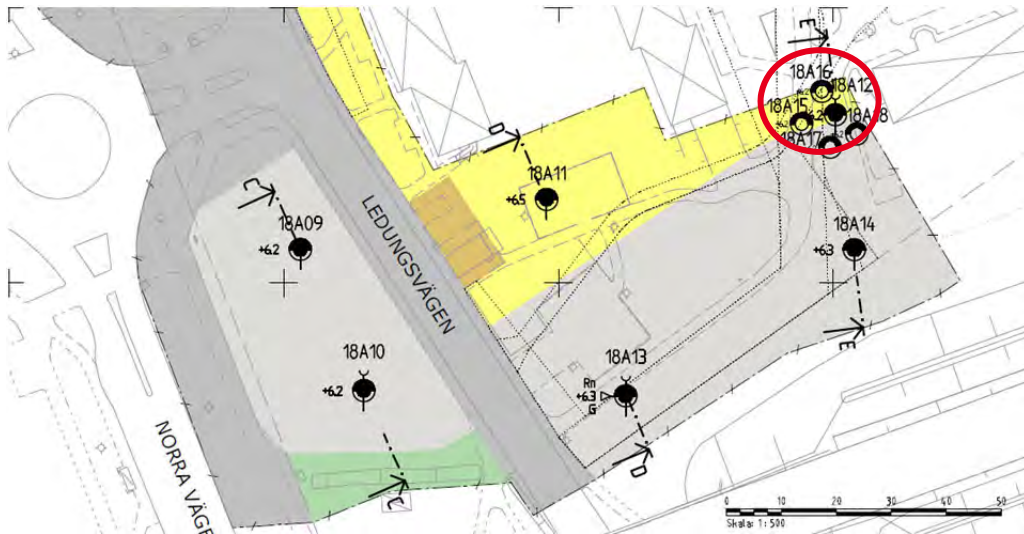 E
18A16
18A12
18A15
18A18
18A17
D
18A11
+6.5
C
18A09
+6.2
LEDUNGSVÄGEN
18A14
+6.3
E
18A10
+6.2
18A13
Rn
+6.3
G
D
C
NORRA VÄGE
0 10 20 30 40 50
Skala: 1:500